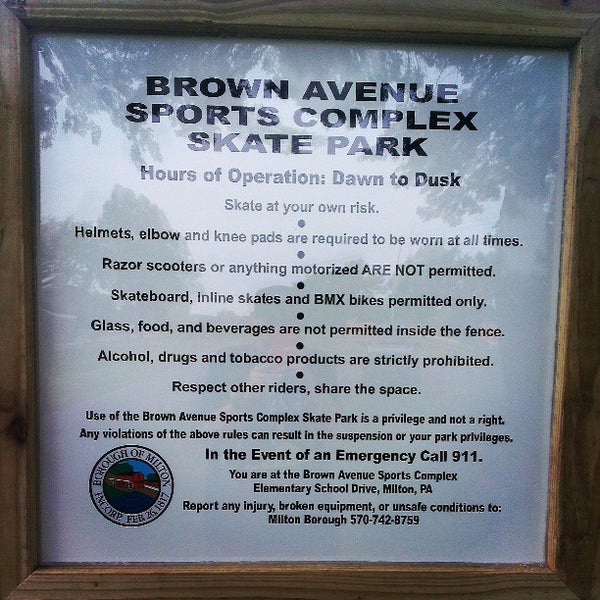 BROWN AVENUE
SPORTS COMPLEX
SKATE PARK
Hours of Operation: Dawn to Dusk
Skate at your own risk.
Helmets, elbow and knee pads are required to be worn at all times.
Razor scooters or anything motorized ARE NOT permitted.
Skateboard, inline skates and BMX bikes permitted only.
Glass, food, and beverages are not permitted inside the fence.
Alcohol, drugs and tobacco products are strictly prohibited.
Respect other riders, share the space.
Use of the Brown Avenue Sports Complex Skate Park is a privilege and not a right.
Any violations of the above rules can result in the suspension or your park privileges.
In the Event of an Emergency Call 911.
You are at the Brown Avenue Sports Complex
Elementary School Drive, Milton, PA
Report any injury, broken equipment, or unsafe conditions to:
Milton Borough 570-742-8759
BOROUGH OF MILTON
INCORP. FEB. 26, 1817